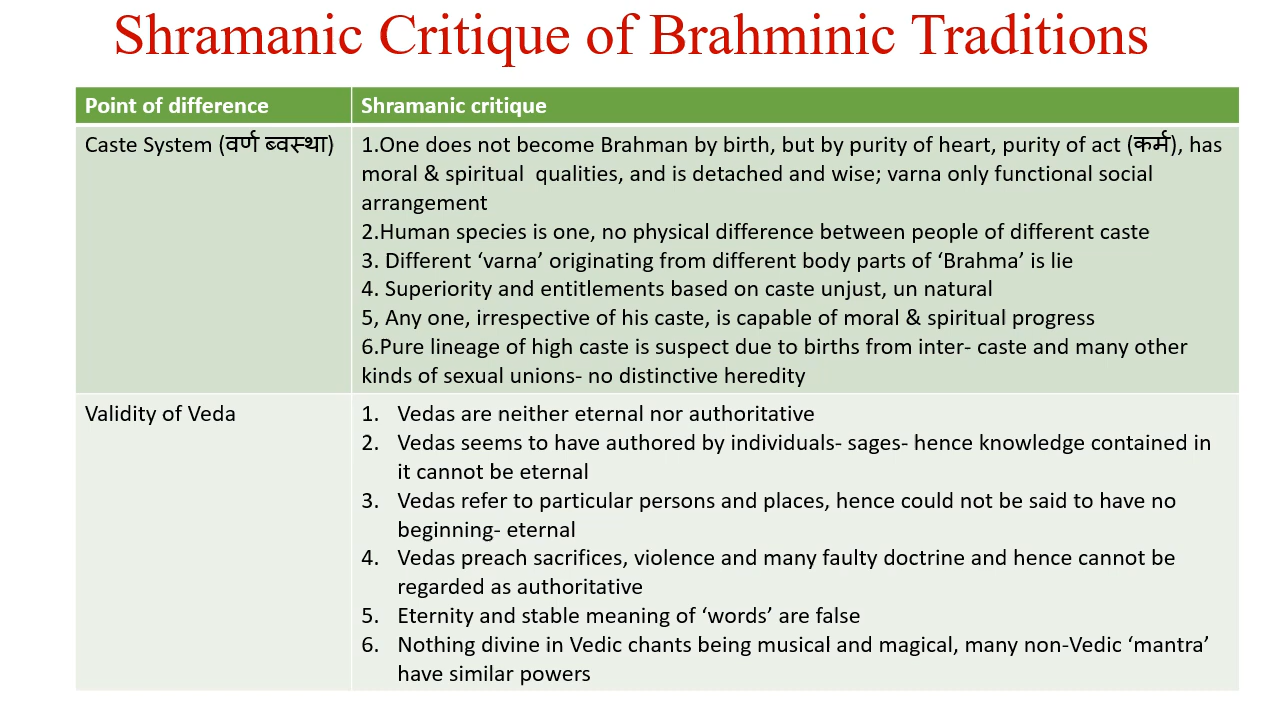 Shramanic Critique of Brahminic Traditions
Point of difference
Shramanic critique
Caste System (वर्ण ब्वस्था)
1.One does not become Brahman by birth, but by purity of heart, purity of act (कर्म), has
moral & spiritual  qualities, and is detached and wise; varna only functional social
arrangement
2.Human species is one, no physical difference between people of different caste
3. Different ‘varna’ originating from different body parts of ‘Brahma’ is lie
4. Superiority and entitlements based on caste unjust, un natural
5, Any one, irrespective of his caste, is capable of moral & spiritual progress
6.Pure lineage of high caste is suspect due to births from inter- caste and many other
kinds of sexual unions- no distinctive heredity
Validity of Veda
1. Vedas are neither eternal nor authoritative
2. Vedas seems to have authored by individuals- sages- hence knowledge contained in
it cannot be eternal
3. Vedas refer to particular persons and places, hence could not be said to have no
beginning- eternal
4. Vedas preach sacrifices, violence and many faulty doctrine and hence cannot be
regarded as authoritative
5. Eternity and stable meaning of ‘words’ are false
6. Nothing divine in Vedic chants being musical and magical, many non-Vedic ‘mantra’
have similar powers